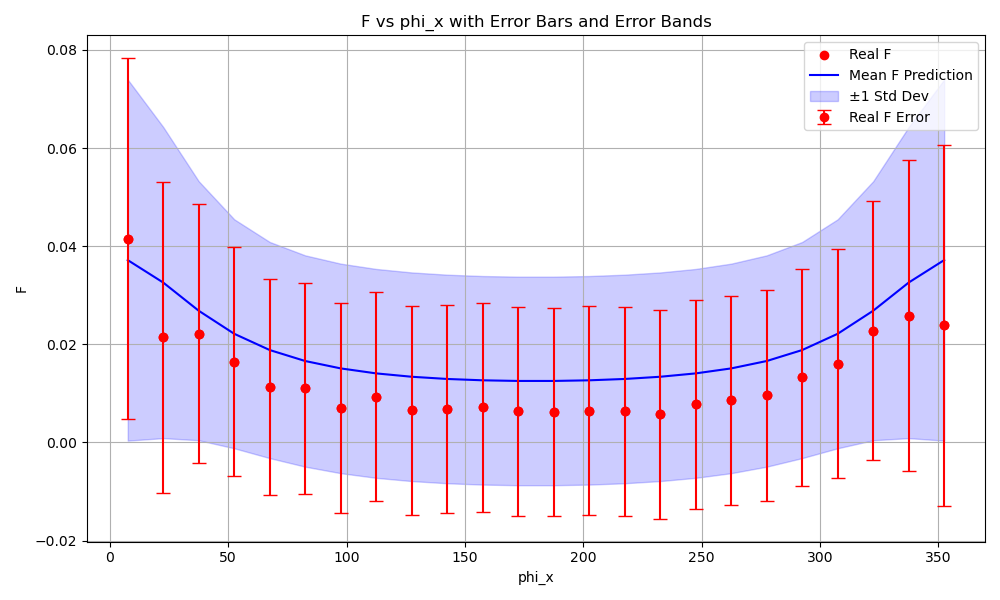 F vs phi_x with Error Bars and Error Bands
Real F
Mean F Prediction
±1 Std Dev
Real F Error
0.08
0.06
0.04
0.02
0.00
−0.02
F
0
50
100
150
200
250
300
350
phi_x